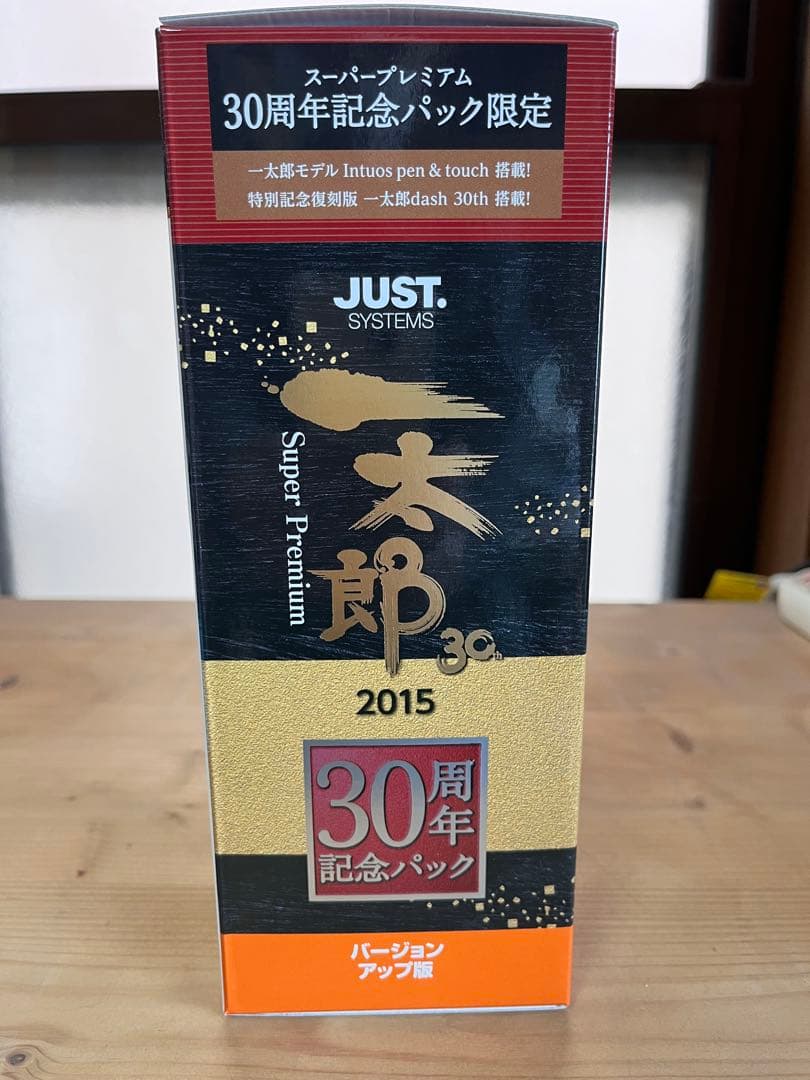 スーパープレミアム
30周年記念パック限定
一太郎モデル Intuos pen & touch 搭載!
特別記念復刻版 一太郎dash 30th 搭載!
JUST.
SYSTEMS
一太郎
Super Premium
30th
2015
30周年
記念パック
バージョン
アップ版